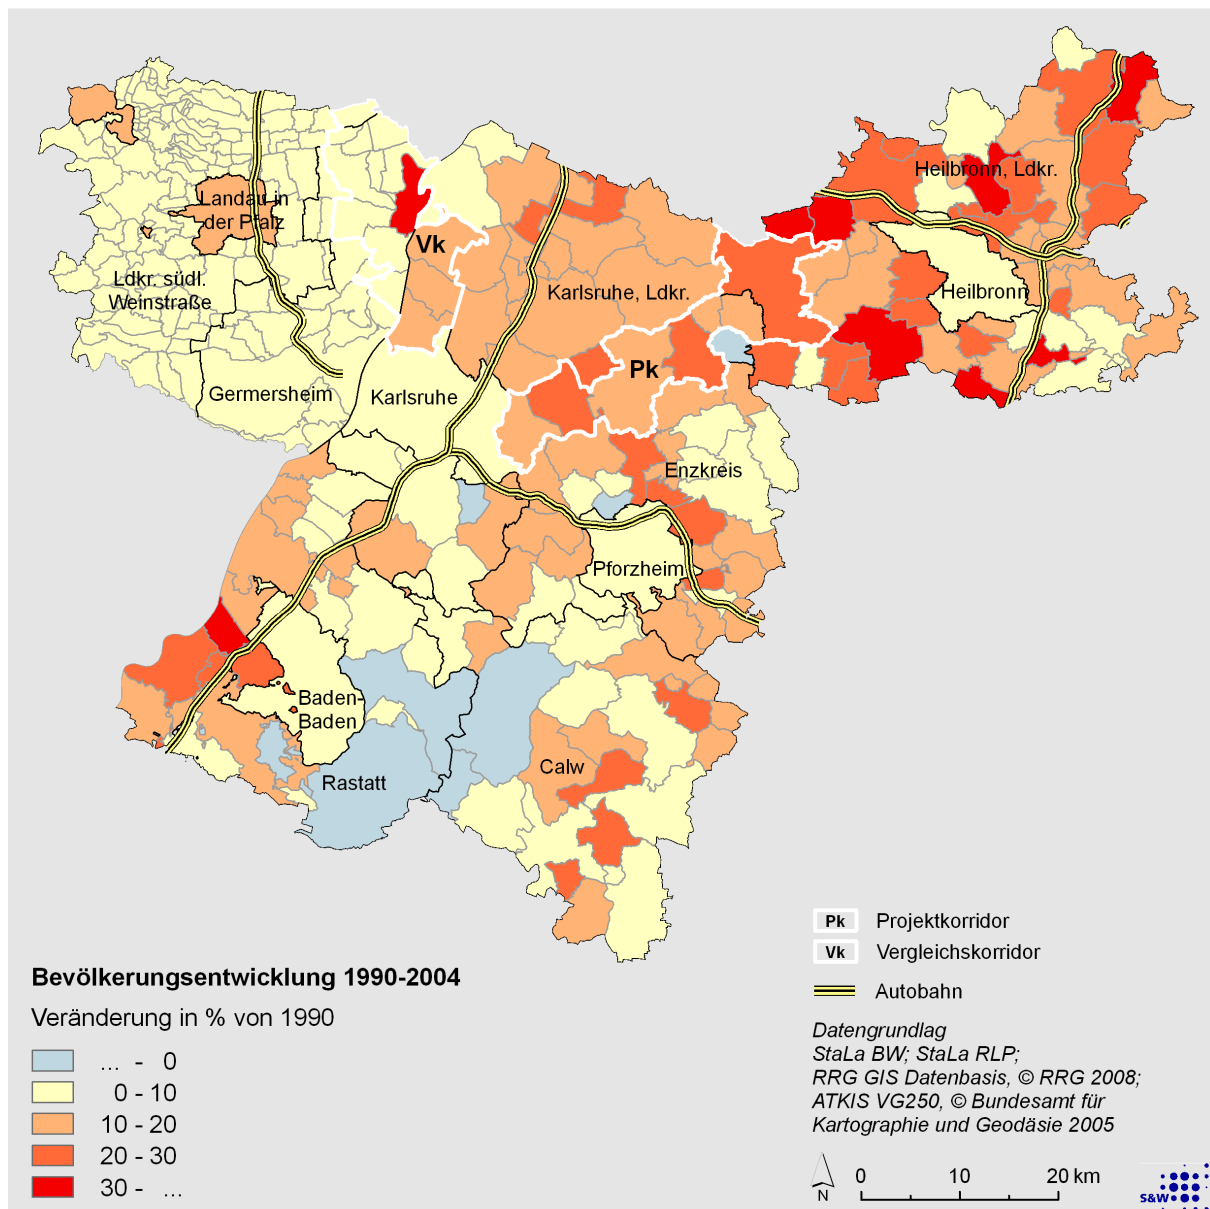 Heilbronn, Ldkr.
Landau in
der Pfalz
Vk
Ldkr. südl.
Weinstraße
Karlsruhe, Ldkr.
Heilbronn
Pk
Germersheim
Karlsruhe
Enzkreis
Pforzheim
Baden-
Baden
Calw
Rastatt
Pk Projektkorridor
Vk Vergleichskorridor
Autobahn
Bevölkerungsentwicklung 1990-2004
Veränderung in % von 1990
... - 0
0 - 10
10 - 20
20 - 30
30 - ...
Datengrundlag
StaLa BW; StaLa RLP;
RRG GIS Datenbasis, © RRG 2008;
ATKIS VG250, © Bundesamt für
Kartographie und Geodäsie 2005
N
0 10 20 km
S&W